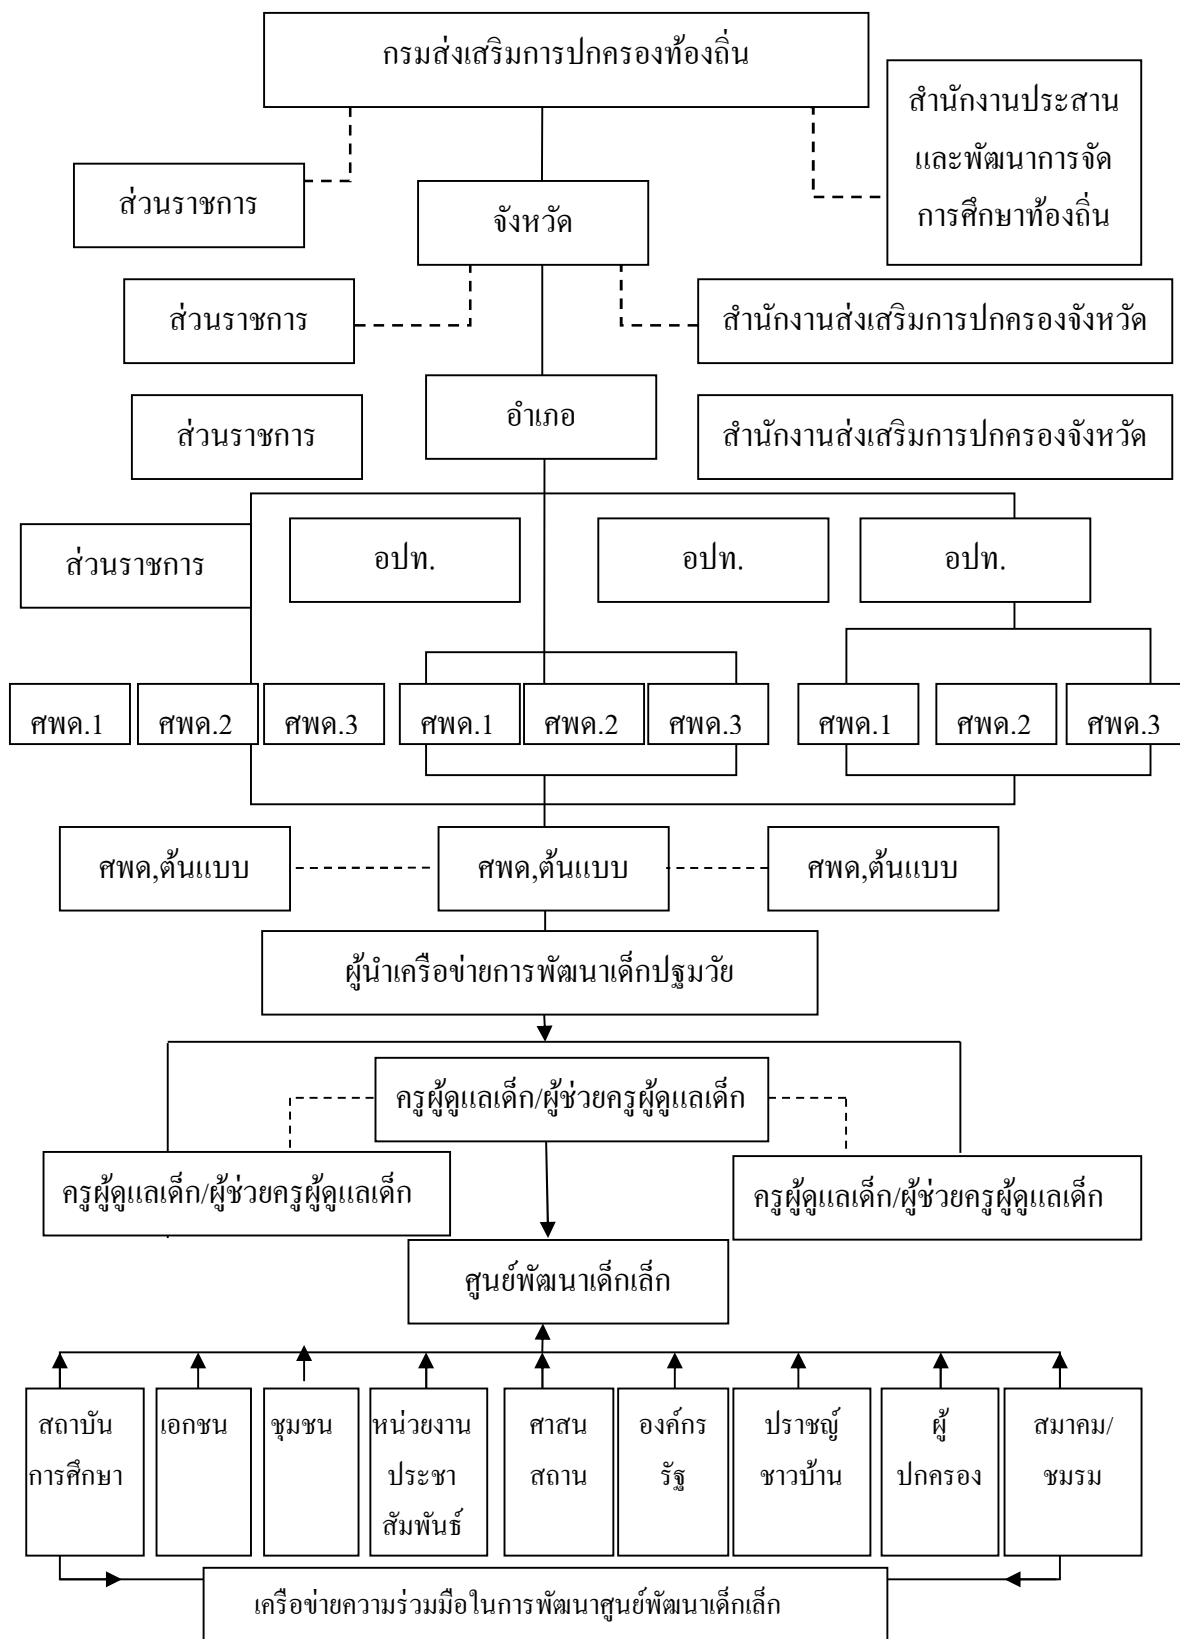 กรมส่งเสริมการปกครองท้องถิ่น
สำนักงานประสาน
และพัฒนาการจัด
การศึกษาท้องถิ่น
ส่วนราชการ
จังหวัด
ส่วนราชการ
สำนักงานส่งเสริมการปกครองจังหวัด
อำเภอ
ส่วนราชการ
สำนักงานส่งเสริมการปกครองจังหวัด
ส่วนราชการ
อปท.
อปท.
อปท.
ศพด.1
ศพด.2
ศพด.3
ศพด.1
ศพด.2
ศพด.3
ศพด.1
ศพด.2
ศพด.3
ศพด,ต้นแบบ
ศพด,ต้นแบบ
ศพด,ต้นแบบ
ผู้นำเครือข่ายการพัฒนาเด็กปฐมวัย
ครูผู้ดูแลเด็ก/ผู้ช่วยครูผู้ดูแลเด็ก
ครูผู้ดูแลเด็ก/ผู้ช่วยครูผู้ดูแลเด็ก
ครูผู้ดูแลเด็ก/ผู้ช่วยครูผู้ดูแลเด็ก
ศูนย์พัฒนาเด็กเล็ก
สถาบัน
การศึกษา
เอกชน
ชุมชน
หน่วยงาน
ประชา
สัมพันธ์
ศาสน
สถาน
องค์กร
รัฐ
ปราชญ์
ชาวบ้าน
ผู้
ปกครอง
สมาคม/
ชมรม
เครือข่ายความร่วมมือในการพัฒนาศูนย์พัฒนาเด็กเล็ก